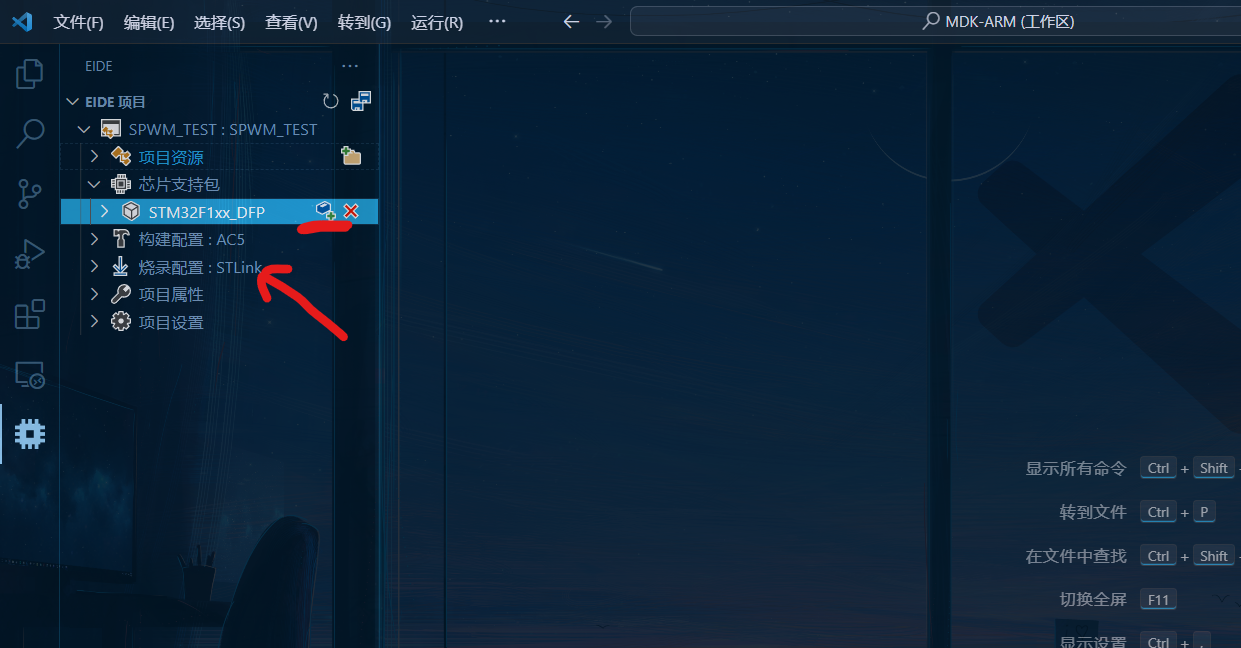 文件(F) 编辑(E) 选择(S) 查看(V) 转到(G) 运行(R) ··· MDK-ARM (工作区)
EIDE ···
EIDE 项目
SPWM_TEST : SPWM_TEST
项目资源
芯片支持包
STM32F1xx_DFP
构建配置 : AC5
烧录配置 : STLink
项目属性
项目设置
显示所有命令 Ctrl + Shift +
转到文件 Ctrl + P
在文件中查找 Ctrl + Shift +
切换全屏 F11
显示设置 Ctrl + ,